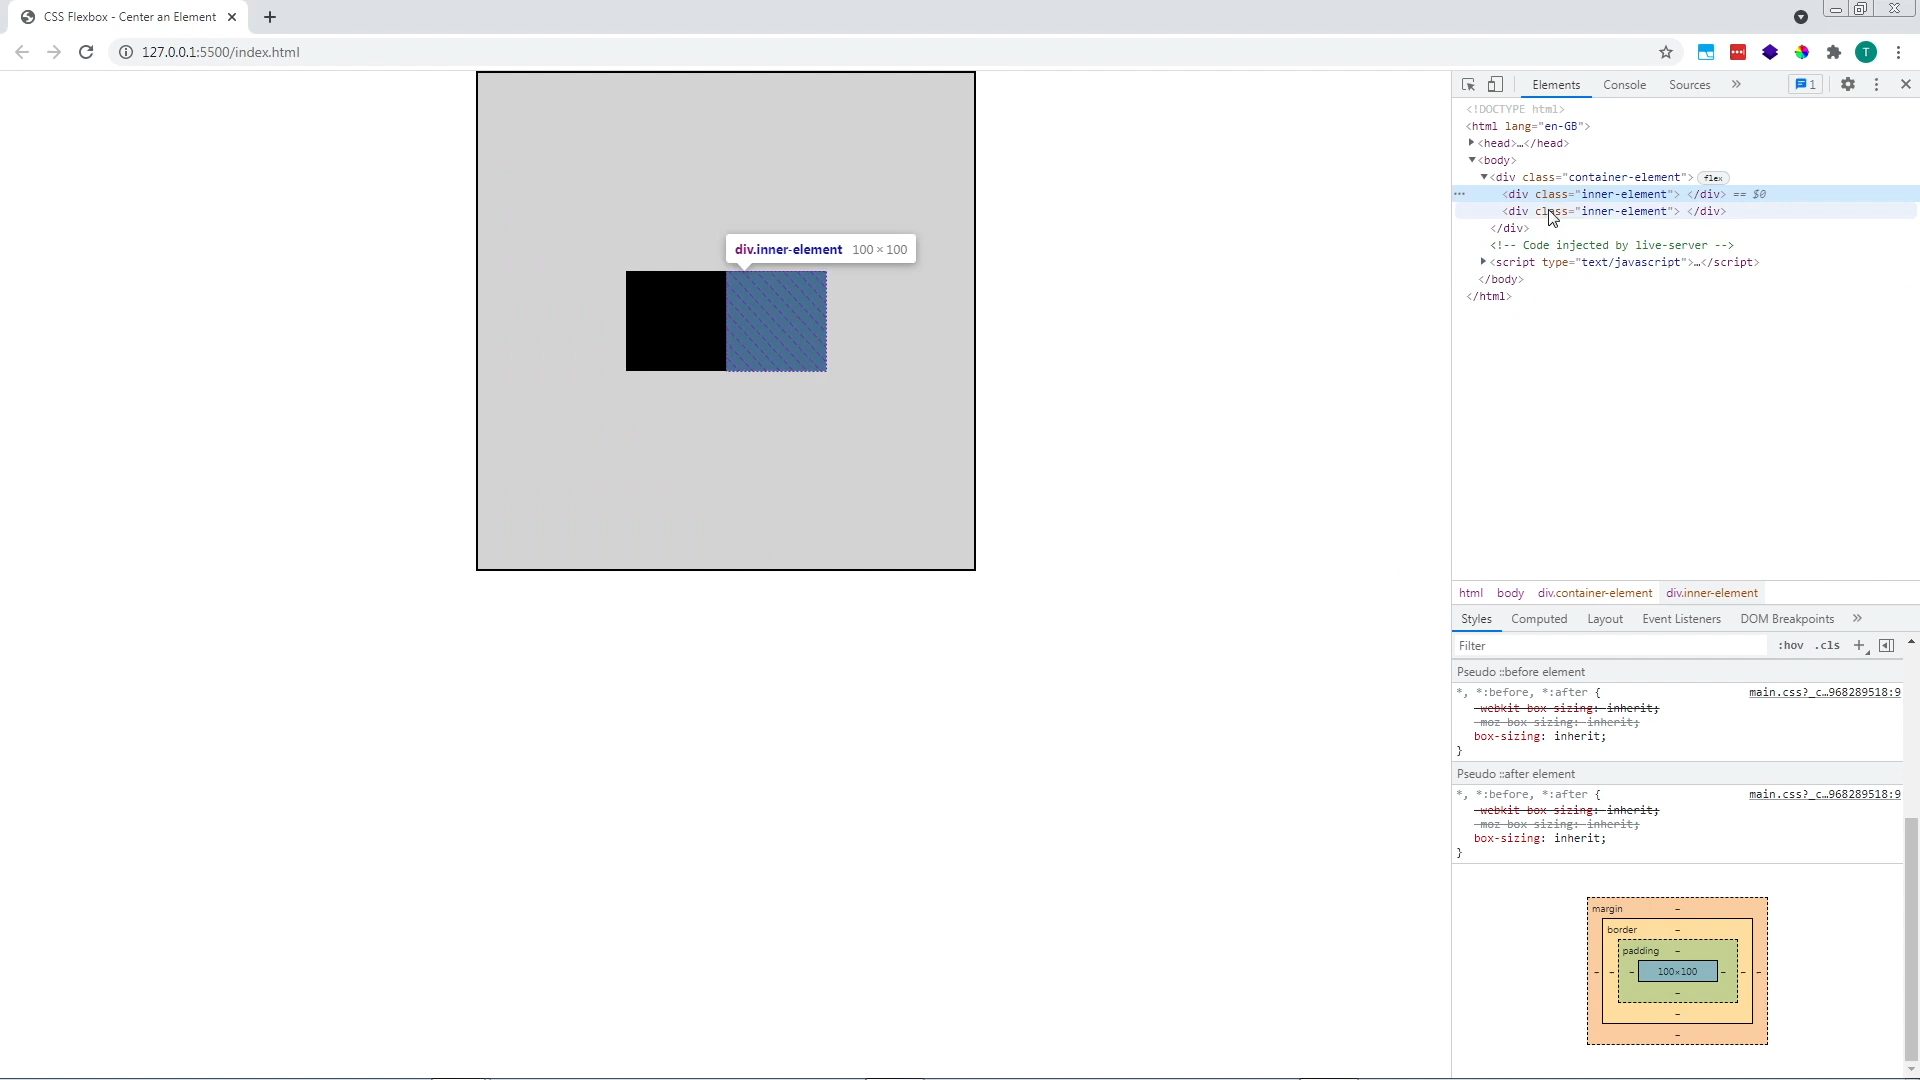 CSS Flexbox - Center an Element
127.0.0.1:5500/index.html
T
Elements
Console
Sources
1
<!DOCTYPE html>
<html lang="en-GB">
<head>…</head>
<body>
<div class="container-element"> flex
<div class="inner-element"> </div> == $0
<div class="inner-element"> </div>
</div>
<!-- Code injected by live-server -->
<script type="text/javascript">…</script>
</body>
</html>
div.inner-element 100 × 100
html body div.container-element div.inner-element
Styles Computed Layout Event Listeners DOM Breakpoints
Filter
:hov .cls
Pseudo ::before element
*, *:before, *:after {
main.css?_c…968289518:9
-webkit-box-sizing: inherit;
-moz-box-sizing: inherit;
box-sizing: inherit;
}
Pseudo ::after element
*, *:before, *:after {
main.css?_c…968289518:9
-webkit-box-sizing: inherit;
-moz-box-sizing: inherit;
box-sizing: inherit;
}
margin –
border –
padding –
– – – 100×100 – – –
–
–
–